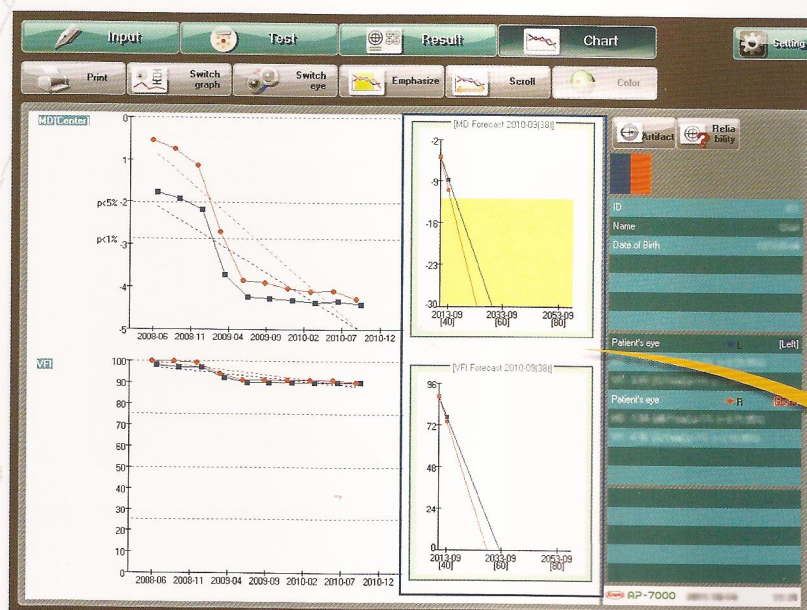 Input Test Result Chart Setting
Print Switch graph Switch eye Emphasize Scroll Color
MD[Center]
0
1
p<5% -2
p<1% -3
-4
-5
2008-06 2008-11 2009-04 2009-09 2010-02 2010-07 2010-12
[MD Forecast 2010-09(38)]
-2
-9
-16
-23
-30
2013-09 2033-09 2053-09
[40] [60] [80]
Artifact Relia bility
ID
Name
Date of Birth
Patient's eye L [Left]
Patient's eye R
VFI
100
90
80
70
60
50
40
30
20
10
0
2008-06 2008-11 2009-04 2009-09 2010-02 2010-07 2010-12
[VFI Forecast 2010-09(38)]
96
72
48
24
0
2013-09 2033-09 2053-09
[40] [60] [80]
Kowa AP-7000